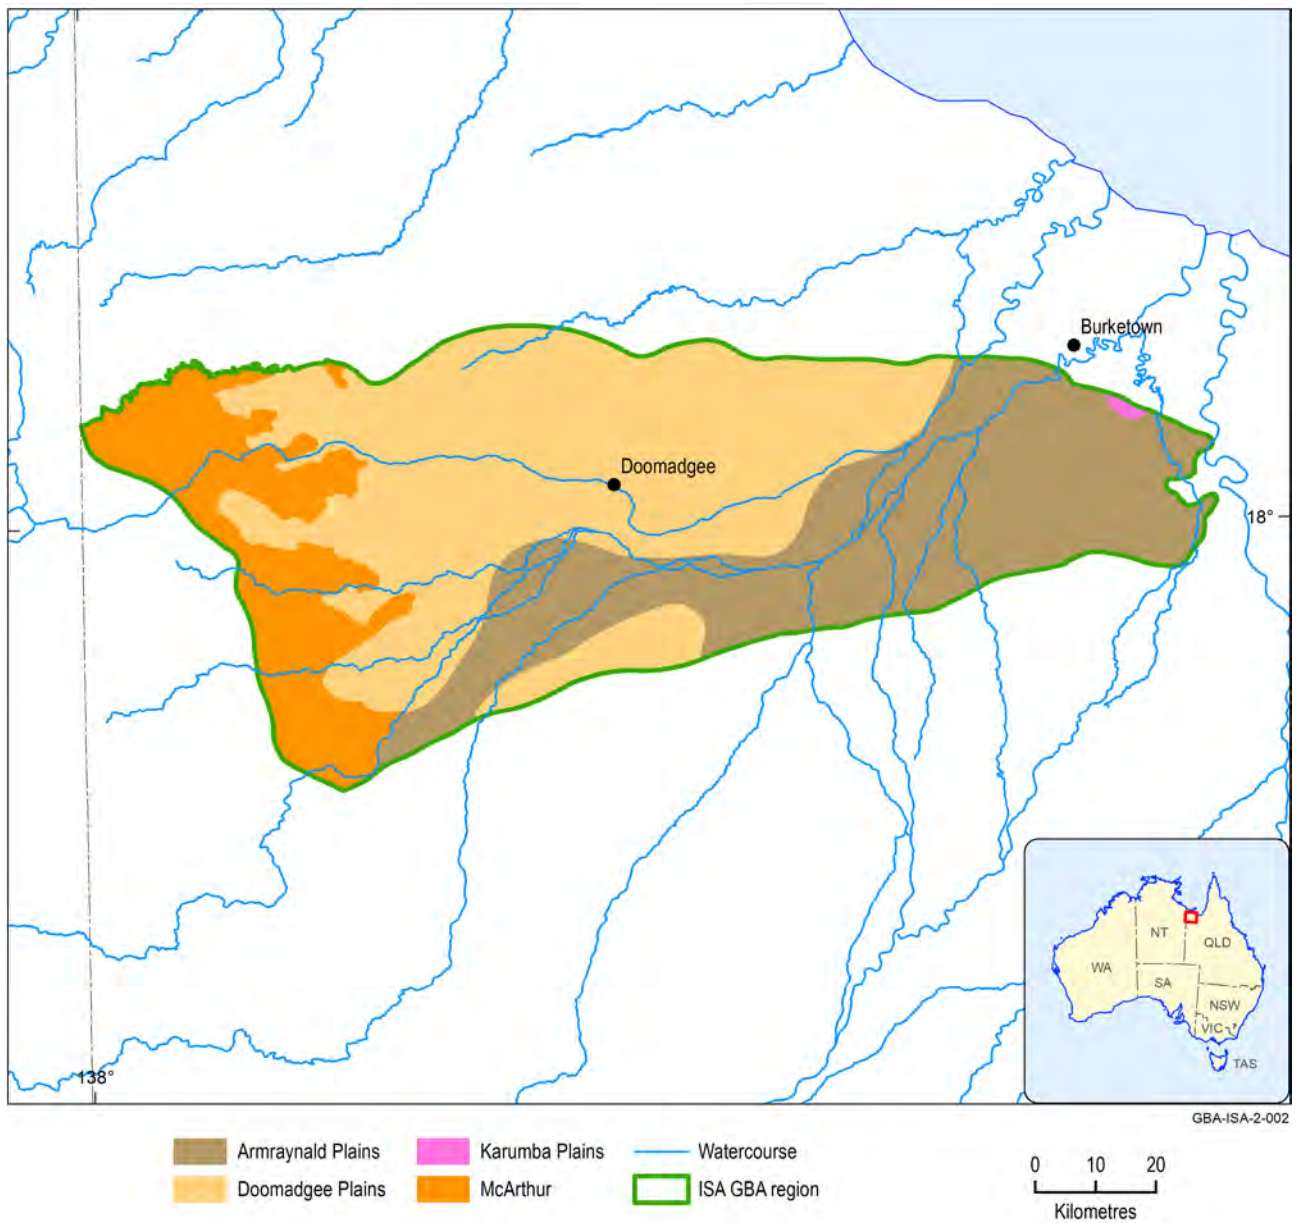 Burketown
Doomadgee
18°
138°
NT
QLD
WA
SA
NSW
VIC
TAS
GBA-ISA-2-002
Armraynald Plains
Karumba Plains
Watercourse
Doomadgee Plains
McArthur
ISA GBA region
0 10 20
Kilometres